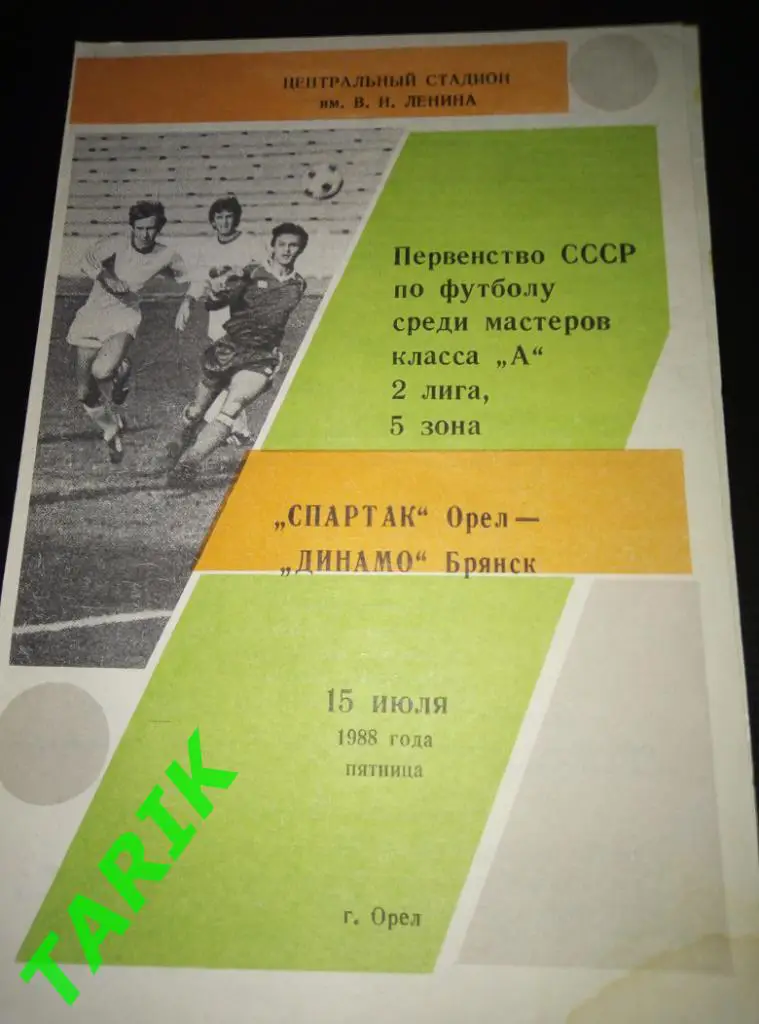 ЦЕНТРАЛЬНЫЙ СТАДИОН
им. В. И. ЛЕНИНА
Первенство СССР
по футболу
среди мастеров
класса „А“
2 лига,
5 зона
„СПАРТАК“ Орел—
„ДИНАМО“ Брянск
15 июля
1988 года
пятница
г. Орел
TARIK